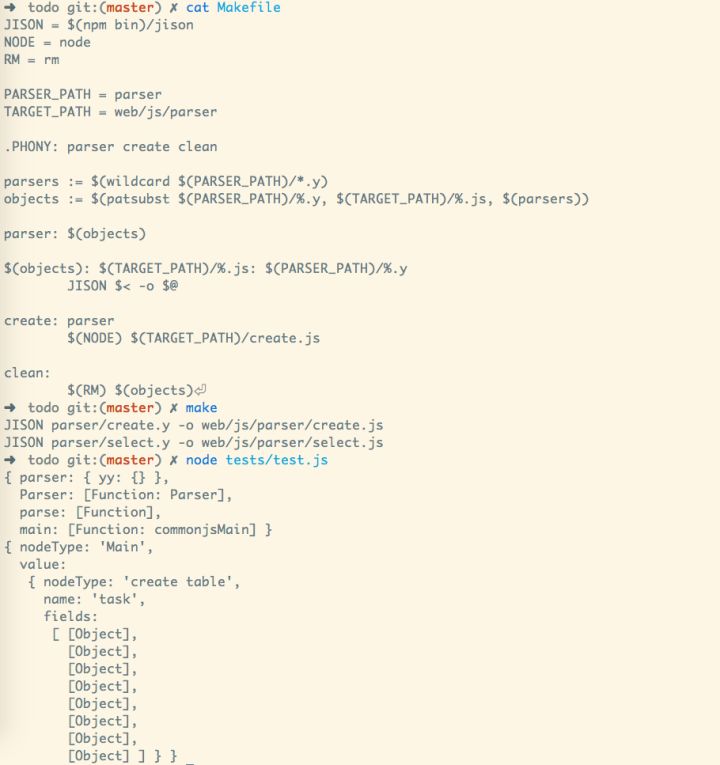 ➜ todo git:(master) ✗ cat Makefile
JISON = $(npm bin)/jison
NODE = node
RM = rm
PARSER_PATH = parser
TARGET_PATH = web/js/parser
.PHONY: parser create clean
parsers := $(wildcard $(PARSER_PATH)/*.y)
objects := $(patsubst $(PARSER_PATH)/%.y, $(TARGET_PATH)/%.js, $(parsers))
parser: $(objects)
$(objects): $(TARGET_PATH)/%.js: $(PARSER_PATH)/%.y
        JISON $< -o $@
create: parser
        $(NODE) $(TARGET_PATH)/create.js
clean:
        $(RM) $(objects)⏎
➜ todo git:(master) ✗ make
JISON parser/create.y -o web/js/parser/create.js
JISON parser/select.y -o web/js/parser/select.js
➜ todo git:(master) ✗ node tests/test.js
{ parser: { yy: {} },
  Parser: [Function: Parser],
  parse: [Function],
  main: [Function: commonjsMain] }
{ nodeType: 'Main',
  value:
   { nodeType: 'create table',
     name: 'task',
     fields:
      [ [Object],
        [Object],
        [Object],
        [Object],
        [Object],
        [Object],
        [Object],
        [Object] ] } }